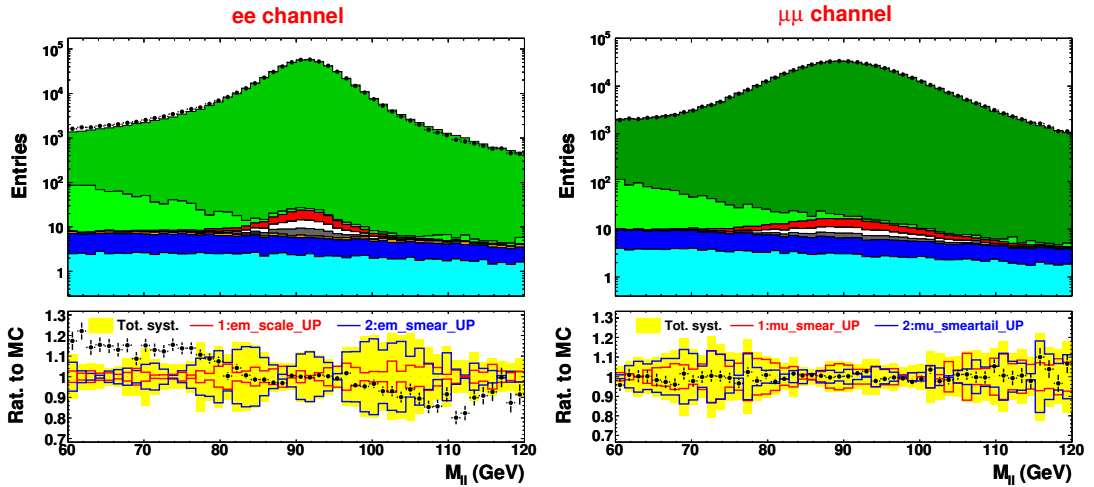 ee channel
10⁵
10⁴
10³
10²
10
1
Entries
1.3
1.2
1.1
1
0.9
0.8
0.7
Rat. to MC
Tot. syst. 1:em_scale_UP 2:em_smear_UP
60 70 80 90 100 110 120
M_ll (GeV)
μμ channel
10⁵
10⁴
10³
10²
10
1
Entries
1.3
1.2
1.1
1
0.9
0.8
0.7
Rat. to MC
Tot. syst. 1:mu_smear_UP 2:mu_smeartail_UP
60 70 80 90 100 110 120
M_ll (GeV)